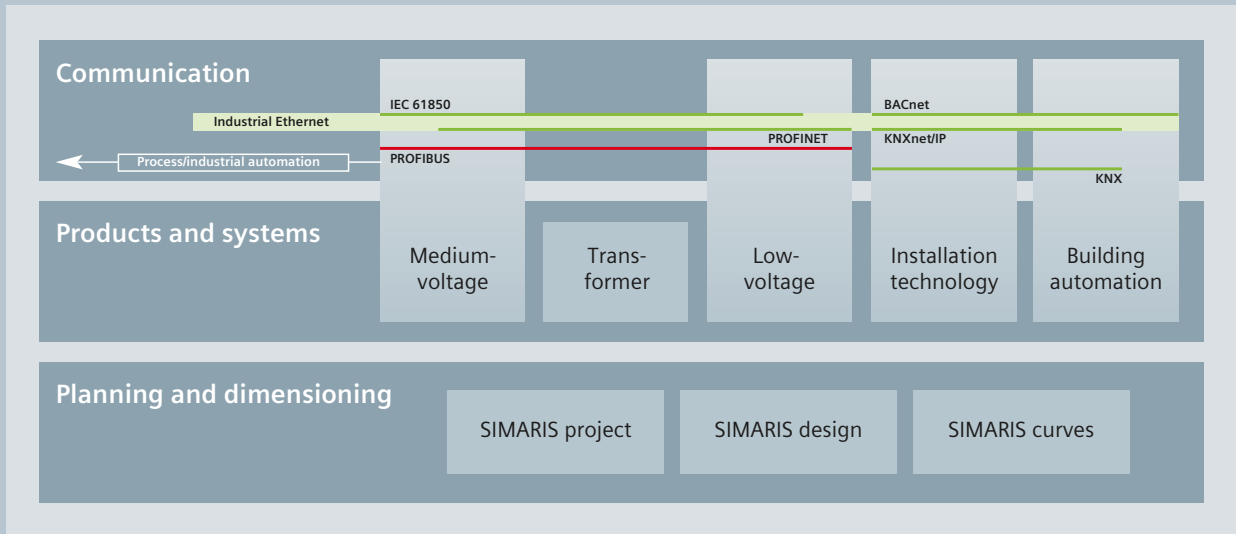 Communication
IEC 61850
BACnet
Industrial Ethernet
PROFINET
KNXnet/IP
Process/industrial automation
PROFIBUS
KNX
Products and systems
Medium-
voltage
Trans-
former
Low-
voltage
Installation
technology
Building
automation
Planning and dimensioning
SIMARIS project
SIMARIS design
SIMARIS curves